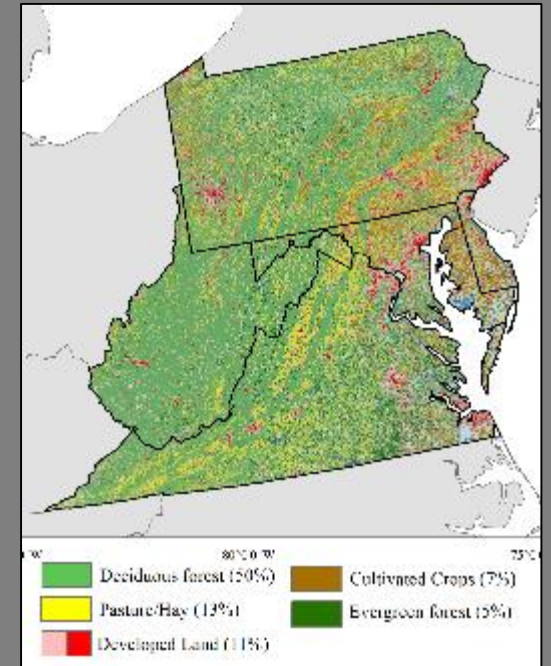 80°0'0"W 75°0'
Deciduous forest (50%) Cultivated Crops (7%)
Pasture/Hay (13%) Evergreen forest (5%)
Developed Land (11%)